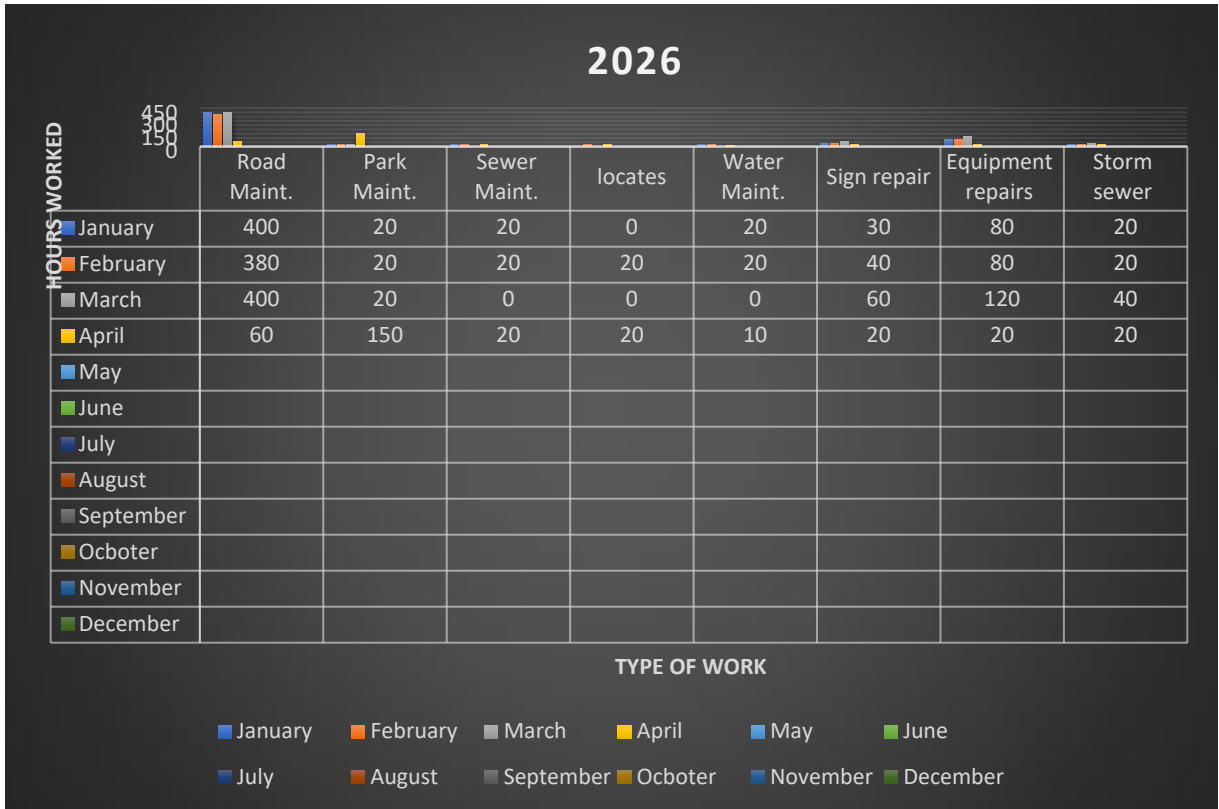 2026
450
300
150
0
HOURS WORKED
Road Maint. Park Maint. Sewer Maint. locates Water Maint. Sign repair Equipment repairs Storm sewer
January 400 20 20 0 20 30 80 20
February 380 20 20 20 20 40 80 20
March 400 20 0 0 0 60 120 40
April 60 150 20 20 10 20 20 20
May
June
July
August
September
Ocboter
November
December
TYPE OF WORK
January February March April May June
July August September Ocboter November December